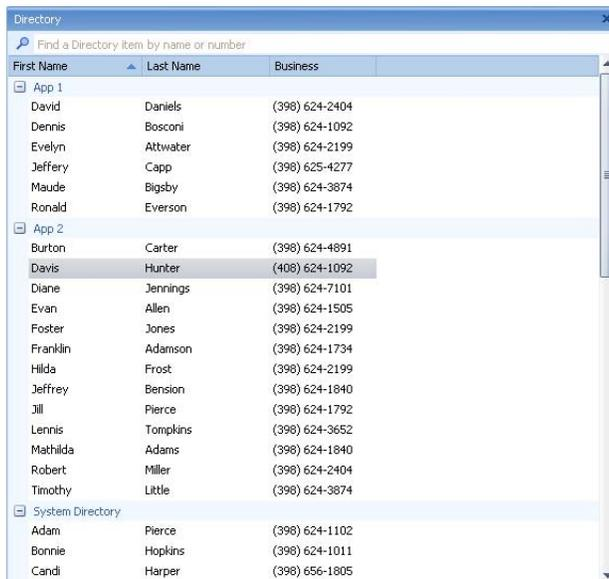 Directory
Find a Directory item by name or number
First Name Last Name Business
App 1
David Daniels (398) 624-2404
Dennis Bosconi (398) 624-1092
Evelyn Attwater (398) 624-2199
Jeffery Capp (398) 625-4277
Maude Bigsby (398) 624-3874
Ronald Everson (398) 624-1792
App 2
Burton Carter (398) 624-4891
Davis Hunter (408) 624-1092
Diane Jennings (398) 624-7101
Evan Allen (398) 624-1505
Foster Jones (398) 624-2199
Franklin Adamson (398) 624-1734
Hilda Frost (398) 624-2199
Jeffrey Bension (398) 624-1840
Jill Pierce (398) 624-1792
Lennis Tompkins (398) 624-3652
Mathilda Adams (398) 624-1840
Robert Miller (398) 624-2404
Timothy Little (398) 624-3874
System Directory
Adam Pierce (398) 624-1102
Bonnie Hopkins (398) 624-1011
Candi Harper (398) 656-1805